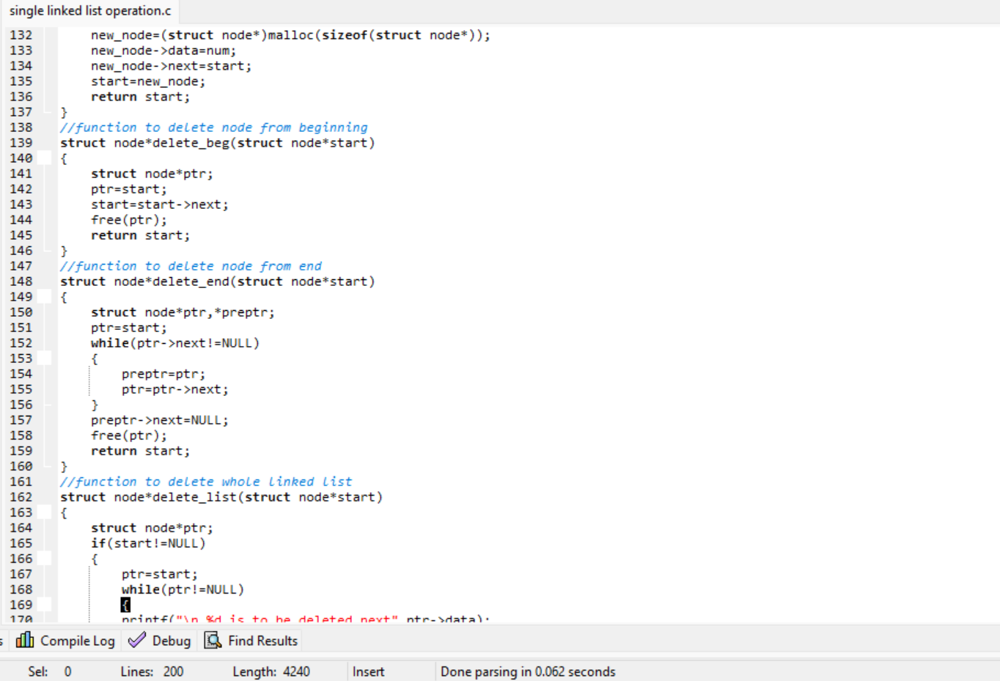 single linked list operation.c
132 new_node=(struct node*)malloc(sizeof(struct node*));
133 new_node->data=num;
134 new_node->next=start;
135 start=new_node;
136 return start;
137 }
138 //function to delete node from beginning
139 struct node*delete_beg(struct node*start)
140 {
141 struct node*ptr;
142 ptr=start;
143 start=start->next;
144 free(ptr);
145 return start;
146 }
147 //function to delete node from end
148 struct node*delete_end(struct node*start)
149 {
150 struct node*ptr,*preptr;
151 ptr=start;
152 while(ptr->next!=NULL)
153 {
154 preptr=ptr;
155 ptr=ptr->next;
156 }
157 preptr->next=NULL;
158 free(ptr);
159 return start;
160 }
161 //function to delete whole linked list
162 struct node*delete_list(struct node*start)
163 {
164 struct node*ptr;
165 if(start!=NULL)
166 {
167 ptr=start;
168 while(ptr!=NULL)
169 {
170 printf("\n %d is to be deleted next" ptr->data);
s Compile Log Debug Find Results
Sel: 0 Lines: 200 Length: 4240 Insert Done parsing in 0.062 seconds